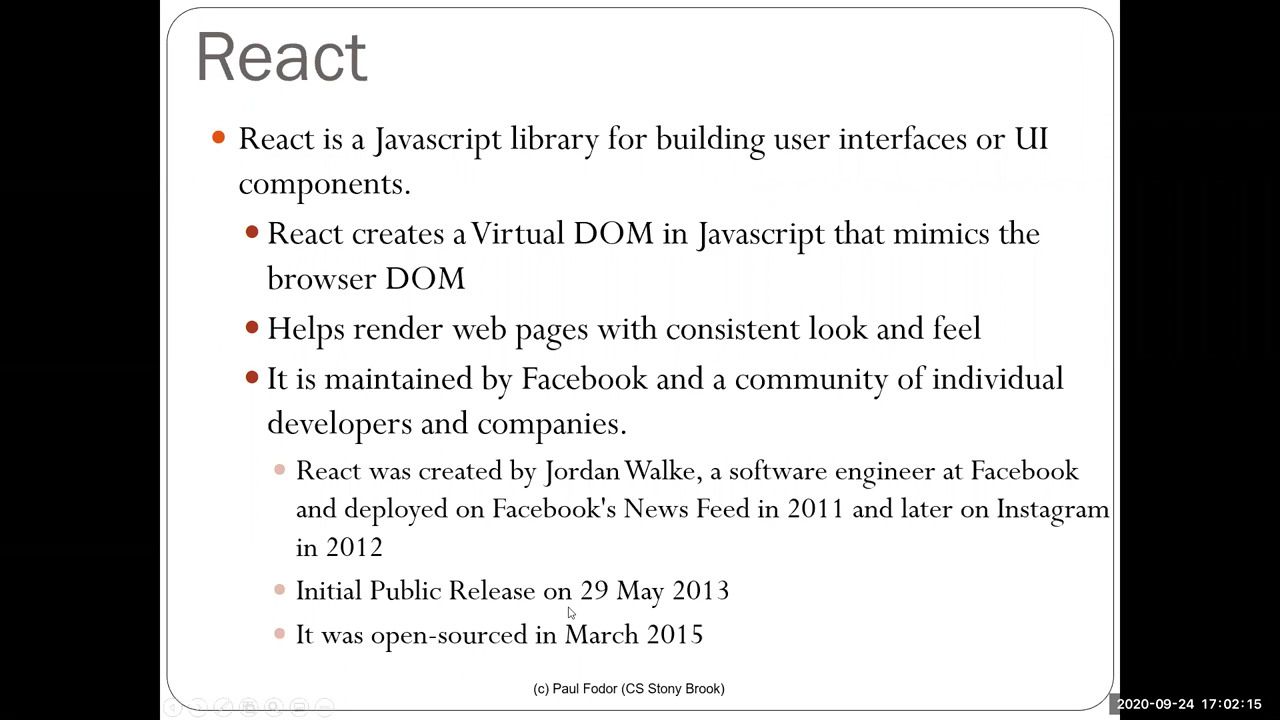 React
React is a Javascript library for building user interfaces or UI
components.
React creates a Virtual DOM in Javascript that mimics the
browser DOM
Helps render web pages with consistent look and feel
It is maintained by Facebook and a community of individual
developers and companies.
React was created by Jordan Walke, a software engineer at Facebook
and deployed on Facebook's News Feed in 2011 and later on Instagram
in 2012
Initial Public Release on 29 May 2013
It was open-sourced in March 2015
(c) Paul Fodor (CS Stony Brook)
2020-09-24 17:02:15